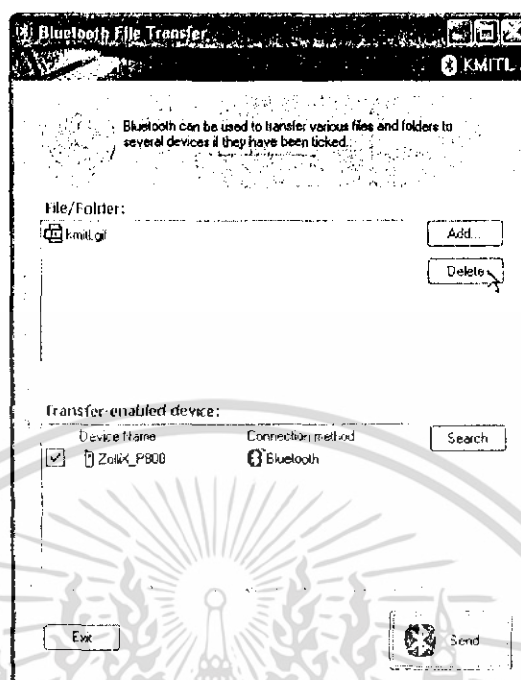 Bluetooth File Transfer
KMITL
Bluetooth can be used to transfer various files and folders to
several devices if they have been ticked.
File/Folder:
kmitl.gif
Add...
Delete
Transfer-enabled device:
Device Name Connection method
Search
ZolliX_P800 Bluetooth
Exit
Send